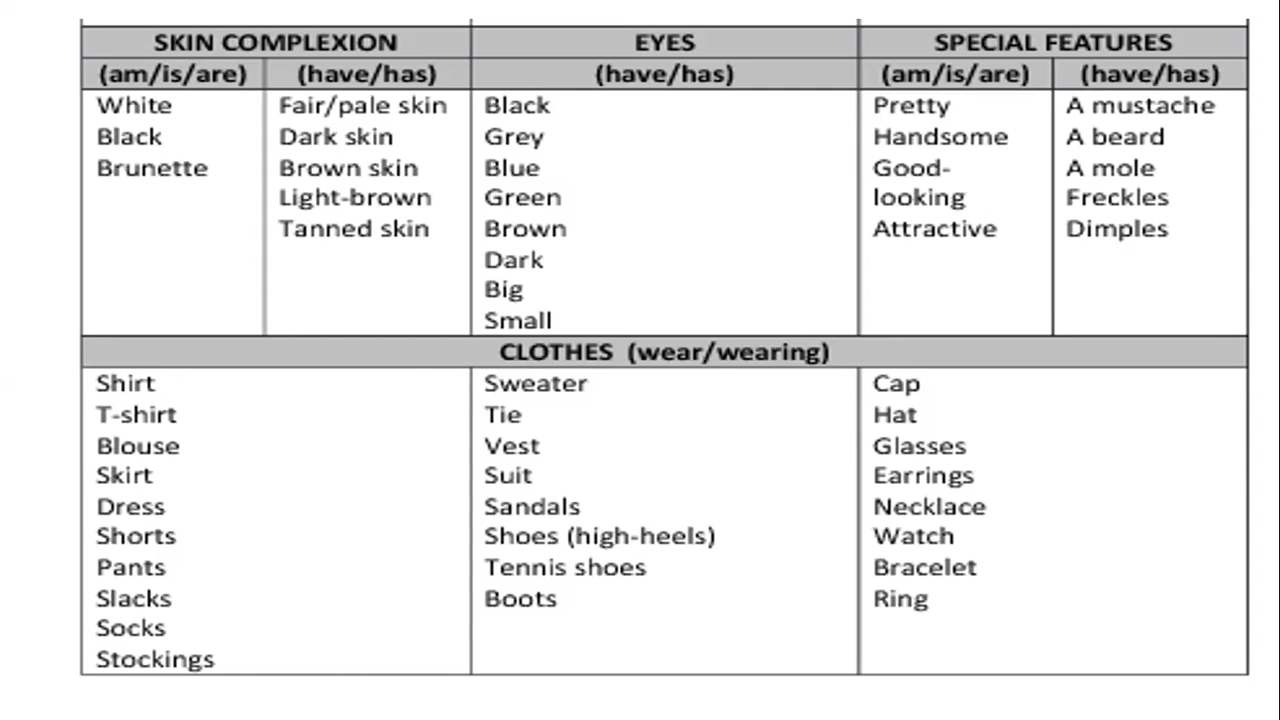 SKIN COMPLEXION
EYES
SPECIAL FEATURES
(am/is/are)
(have/has)
(have/has)
(am/is/are)
(have/has)
White
Black
Brunette
Fair/pale skin
Dark skin
Brown skin
Light-brown
Tanned skin
Black
Grey
Blue
Green
Brown
Dark
Big
Small
Pretty
Handsome
Good-
looking
Attractive
A mustache
A beard
A mole
Freckles
Dimples
CLOTHES (wear/wearing)
Shirt
T-shirt
Blouse
Skirt
Dress
Shorts
Pants
Slacks
Socks
Stockings
Sweater
Tie
Vest
Suit
Sandals
Shoes (high-heels)
Tennis shoes
Boots
Cap
Hat
Glasses
Earrings
Necklace
Watch
Bracelet
Ring